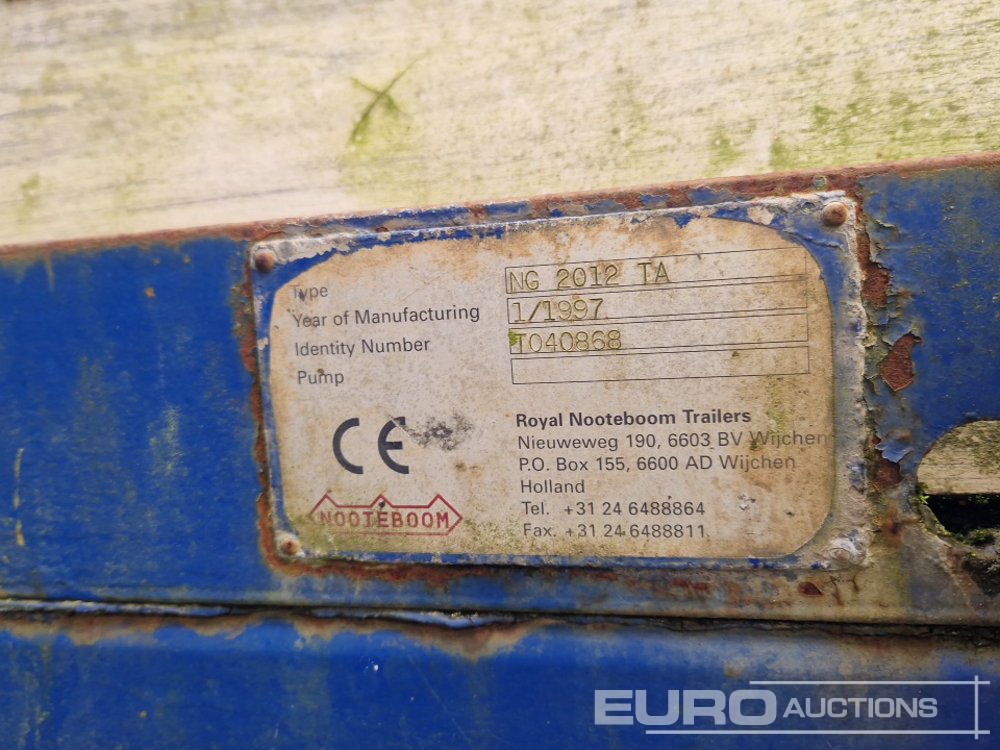 Type NG 2012 TA
Year of Manufacturing 1/1997
Identity Number T040868
Pump
CE
Royal Nooteboom Trailers
Nieuweweg 190, 6603 BV Wijchen
P.O. Box 155, 6600 AD Wijchen
Holland
Tel. +31 24 6488864
Fax. +31 24 6488811
NOOTEBOOM
EURO AUCTIONS